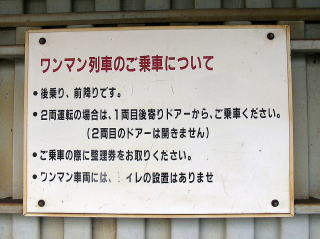 ワンマン列車のご乗車について
・後乗り、前降りです。
・2両運転の場合は、1両目後寄りドアーから、ご乗車ください。
(2両目のドアーは開きません)
・ご乗車の際に整理券をお取りください。
・ワンマン車両には、 イレの設置はありませ